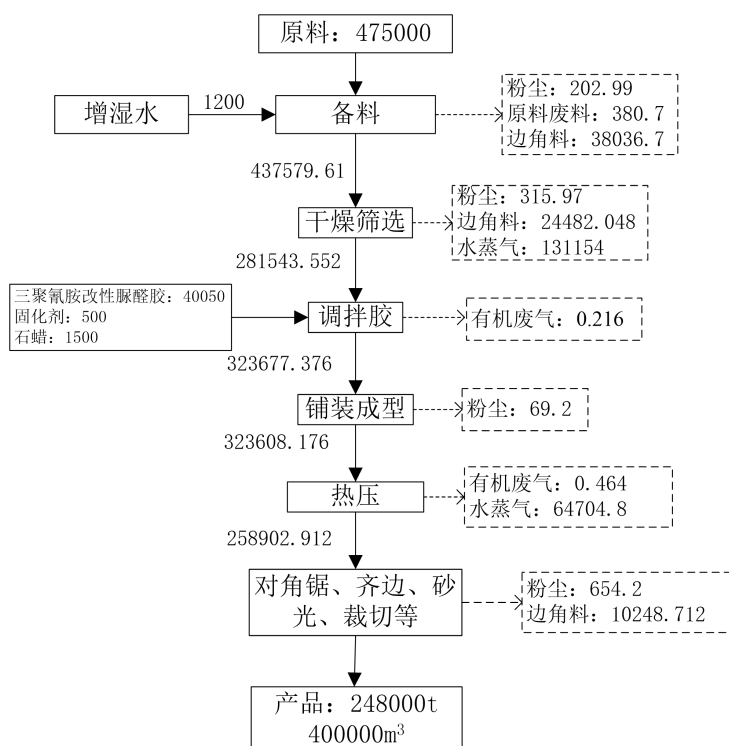 原料：475000
增湿水
1200
备料
粉尘：202.99
原料废料：380.7
边角料：38036.7
437579.61
干燥筛选
粉尘：315.97
边角料：24482.048
水蒸气：131154
281543.552
三聚氰胺改性脲醛胶：40050
固化剂：500
石蜡：1500
调拌胶
有机废气：0.216
323677.376
铺装成型
粉尘：69.2
323608.176
热压
有机废气：0.464
水蒸气：64704.8
258902.912
对角锯、齐边、砂
光、裁切等
粉尘：654.2
边角料：10248.712
产品：248000t
400000m³